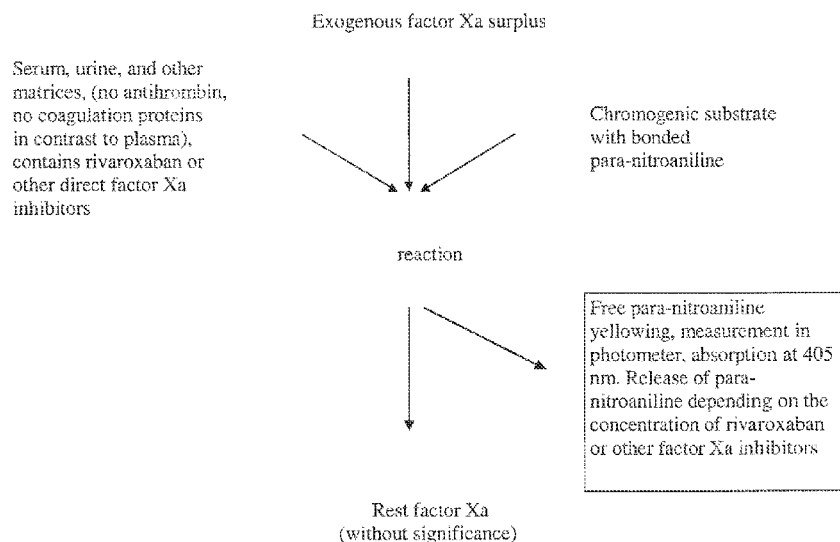 Exogenous factor Xa surplus
Serum, urine, and other
matrices, (no antihrombin,
no coagulation proteins
in contrast to plasma),
contains rivaroxaban or
other direct factor Xa
inhibitors
Chromogenic substrate
with bonded
para-nitroaniline
reaction
Free para-nitroaniline
yellowing, measurement in
photometer, absorption at 405
nm. Release of para-
nitroaniline depending on the
concentration of rivaroxaban
or other factor Xa inhibitors
Rest factor Xa
(without significance)